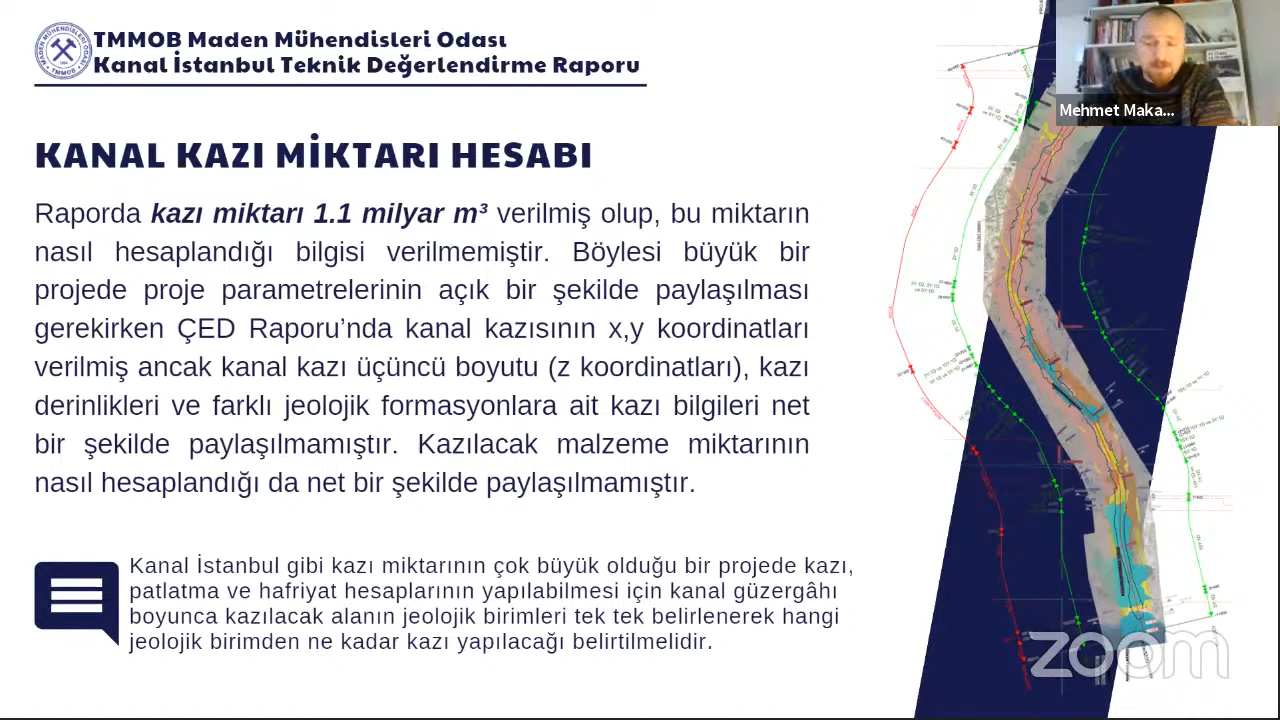 TMMOB Maden Mühendisleri Odası
Kanal İstanbul Teknik Değerlendirme Raporu
Mehmet Maka...
KANAL KAZI MİKTARI HESABI
Raporda kazı miktarı 1.1 milyar m³ verilmiş olup, bu miktarın
nasıl hesaplandığı bilgisi verilmemiştir. Böylesi büyük bir
projede proje parametrelerinin açık bir şekilde paylaşılması
gerekirken ÇED Raporu’nda kanal kazısının x,y koordinatları
verilmiş ancak kanal kazı üçüncü boyutu (z koordinatları), kazı
derinlikleri ve farklı jeolojik formasyonlara ait kazı bilgileri net
bir şekilde paylaşılmamıştır. Kazılacak malzeme miktarının
nasıl hesaplandığı da net bir şekilde paylaşılmamıştır.
Kanal İstanbul gibi kazı miktarının çok büyük olduğu bir projede kazı,
patlatma ve hafriyat hesaplarının yapılabilmesi için kanal güzergâhı
boyunca kazılacak alanın jeolojik birimleri tek tek belirlenerek hangi
jeolojik birimden ne kadar kazı yapılacağı belirtilmelidir.
zoom